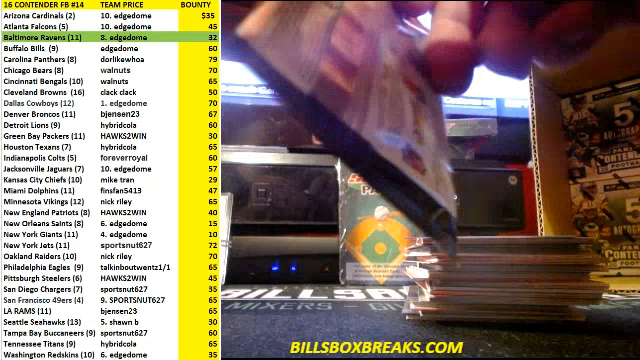 16 CONTENDER FB #14 TEAM PRICE BOUNTY
Arizona Cardinals (2) 10. edgedome $35
Atlanta Falcons (5) 10. edgedome 45
Baltimore Ravens (11) 8. edgedome 32
Buffalo Bills (9) edgedome 60
Carolina Panthers (8) dorlikewhoa 79
Chicago Bears (8) walnuts 70
Cincinnati Bengals (10) walnuts 65
Cleveland Browns (16) clack clack 50
Dallas Cowboys (12) 1. edgedome 70
Denver Broncos (11) bjensen23 67
Detroit Lions (9) hybridcola 60
Green Bay Packers (11) HAWKS2WIN 30
Houston Texans (7) hybridcola 65
Indianapolis Colts (5) foreverroyal 60
Jacksonville Jaguars (7) 10. edgedome 57
Kansas City Chiefs (10) mike tran 29
Miami Dolphins (11) finsfan5413 47
Minnesota Vikings (12) nick riley 65
New England Patriots (8) HAWKS2WIN 40
New Orleans Saints (8) 6. edgedome 15
New York Giants (11) 4. edgedome 10
New York Jets (11) sportsnut627 72
Oakland Raiders (10) nick riley 70
Philadelphia Eagles (9) talkinboutwentz1/1 65
Pittsburgh Steelers (6) HAWKS2WIN 45
San Diego Chargers (7) sportsnut627 35
San Francisco 49ers (4) 9. SPORTSNUT627 65
LA RAMS (11) bjensen23 65
Seattle Seahawks (13) 5. shawn b 30
Tampa Bay Buccaneers (9) sportsnut627 60
Tennessee Titans (9) hybridcola 65
Washington Redskins (10) 6. edgedome 35
BILLSB
MIXERS
BILLSBOXBREAKS.COM